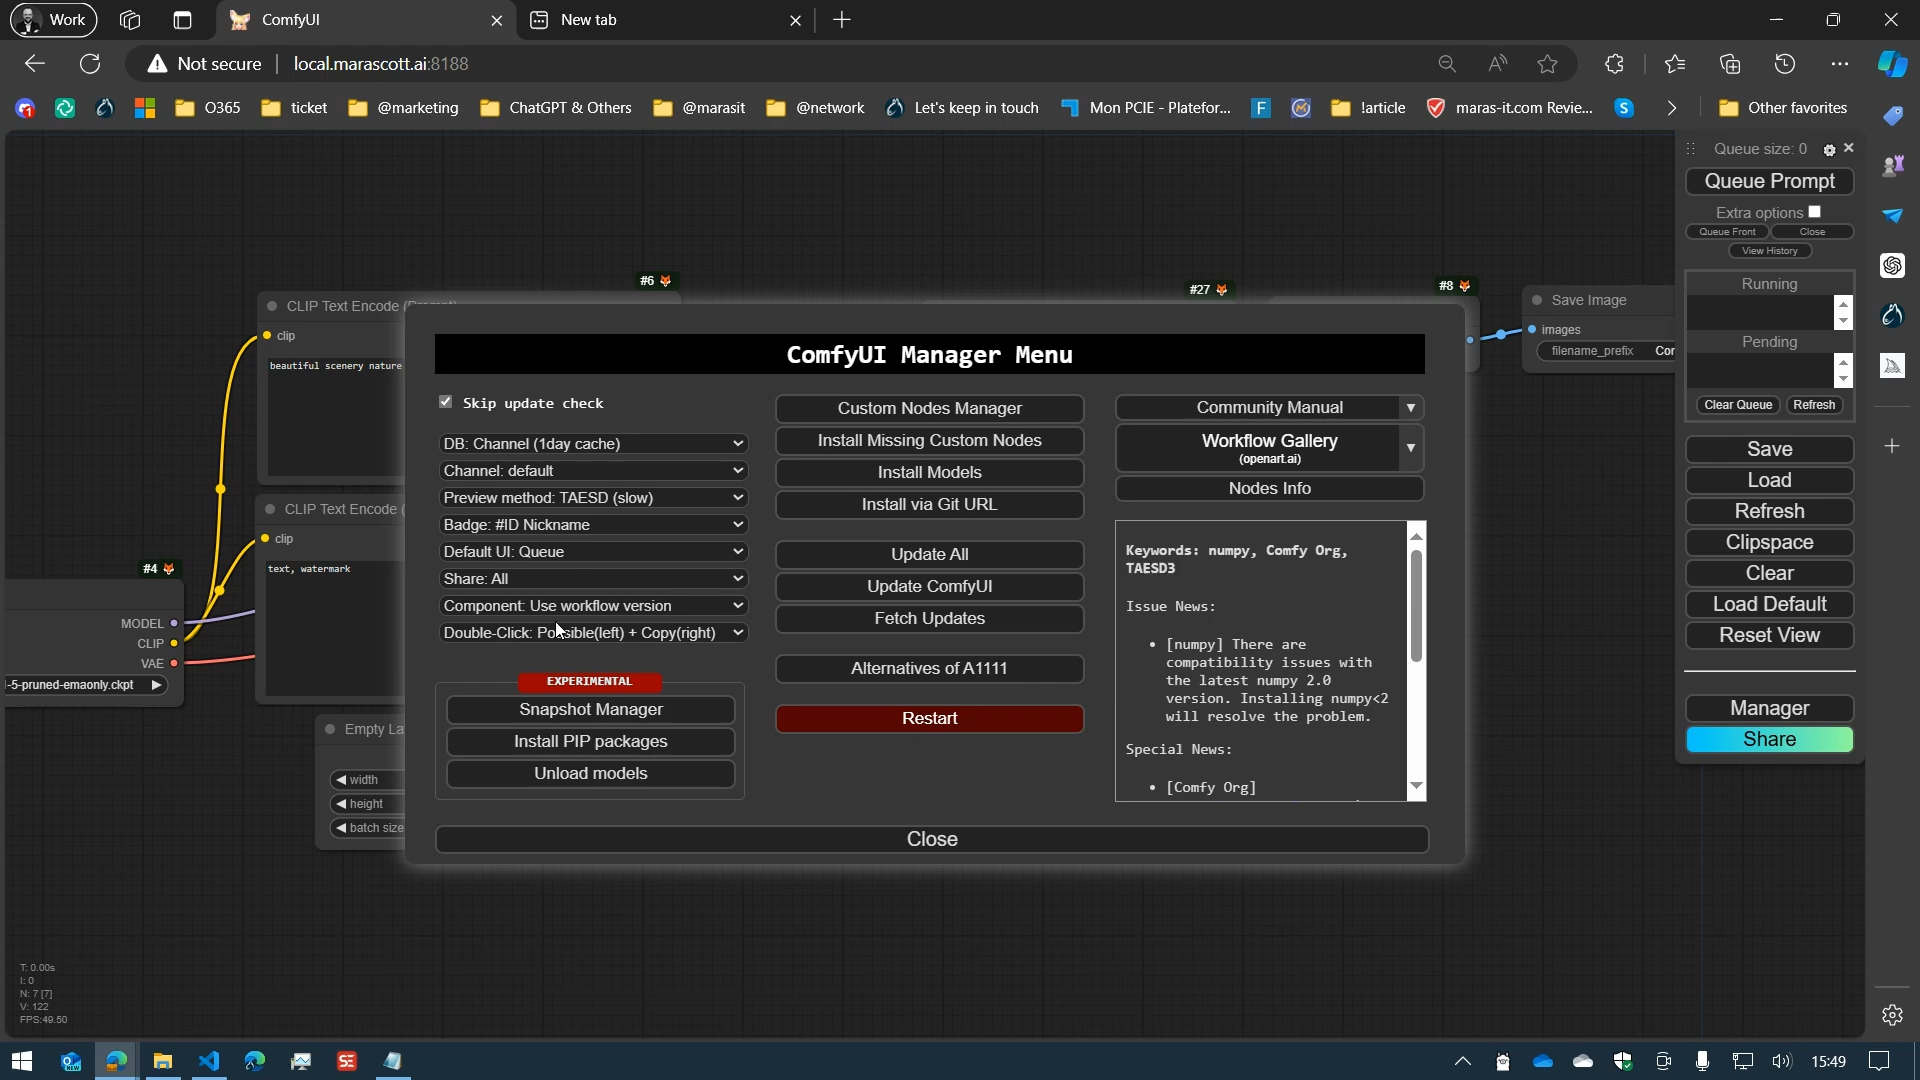 Work
ComfyUI
New tab
Not secure
local.marascott.ai:8188
O365
ticket
@marketing
ChatGPT & Others
@marasit
@network
Let's keep in touch
Mon PCIE - Platefor...
!article
maras-it.com Revie...
Other favorites
Queue size: 0
Queue Prompt
Extra options
Queue Front
Close
View History
Running
Pending
Clear Queue
Refresh
Save
Load
Refresh
Clipspace
Clear
Load Default
Reset View
Manager
Share
#6
#27
#8
CLIP Text Encode (Prompt)
clip
beautiful scenery nature
CLIP Text Encode (
clip
text, watermark
#4
MODEL
CLIP
VAE
-5-pruned-emaonly.ckpt
Empty La
width
height
batch size
Save Image
images
filename_prefix
Cor
ComfyUI Manager Menu
Skip update check
DB: Channel (1day cache)
Channel: default
Preview method: TAESD (slow)
Badge: #ID Nickname
Default UI: Queue
Share: All
Component: Use workflow version
Double-Click: Possible(left) + Copy(right)
EXPERIMENTAL
Snapshot Manager
Install PIP packages
Unload models
Custom Nodes Manager
Install Missing Custom Nodes
Install Models
Install via Git URL
Update All
Update ComfyUI
Fetch Updates
Alternatives of A1111
Restart
Community Manual
Workflow Gallery
(openart.ai)
Nodes Info
Keywords: numpy, Comfy Org,
TAESD3
Issue News:
• [numpy] There are
compatibility issues with
the latest numpy 2.0
version. Installing numpy<2
will resolve the problem.
Special News:
• [Comfy Org]
Close
T: 0.00s
I: 0
N: 7 [7]
V: 122
FPS:49.50
15:49